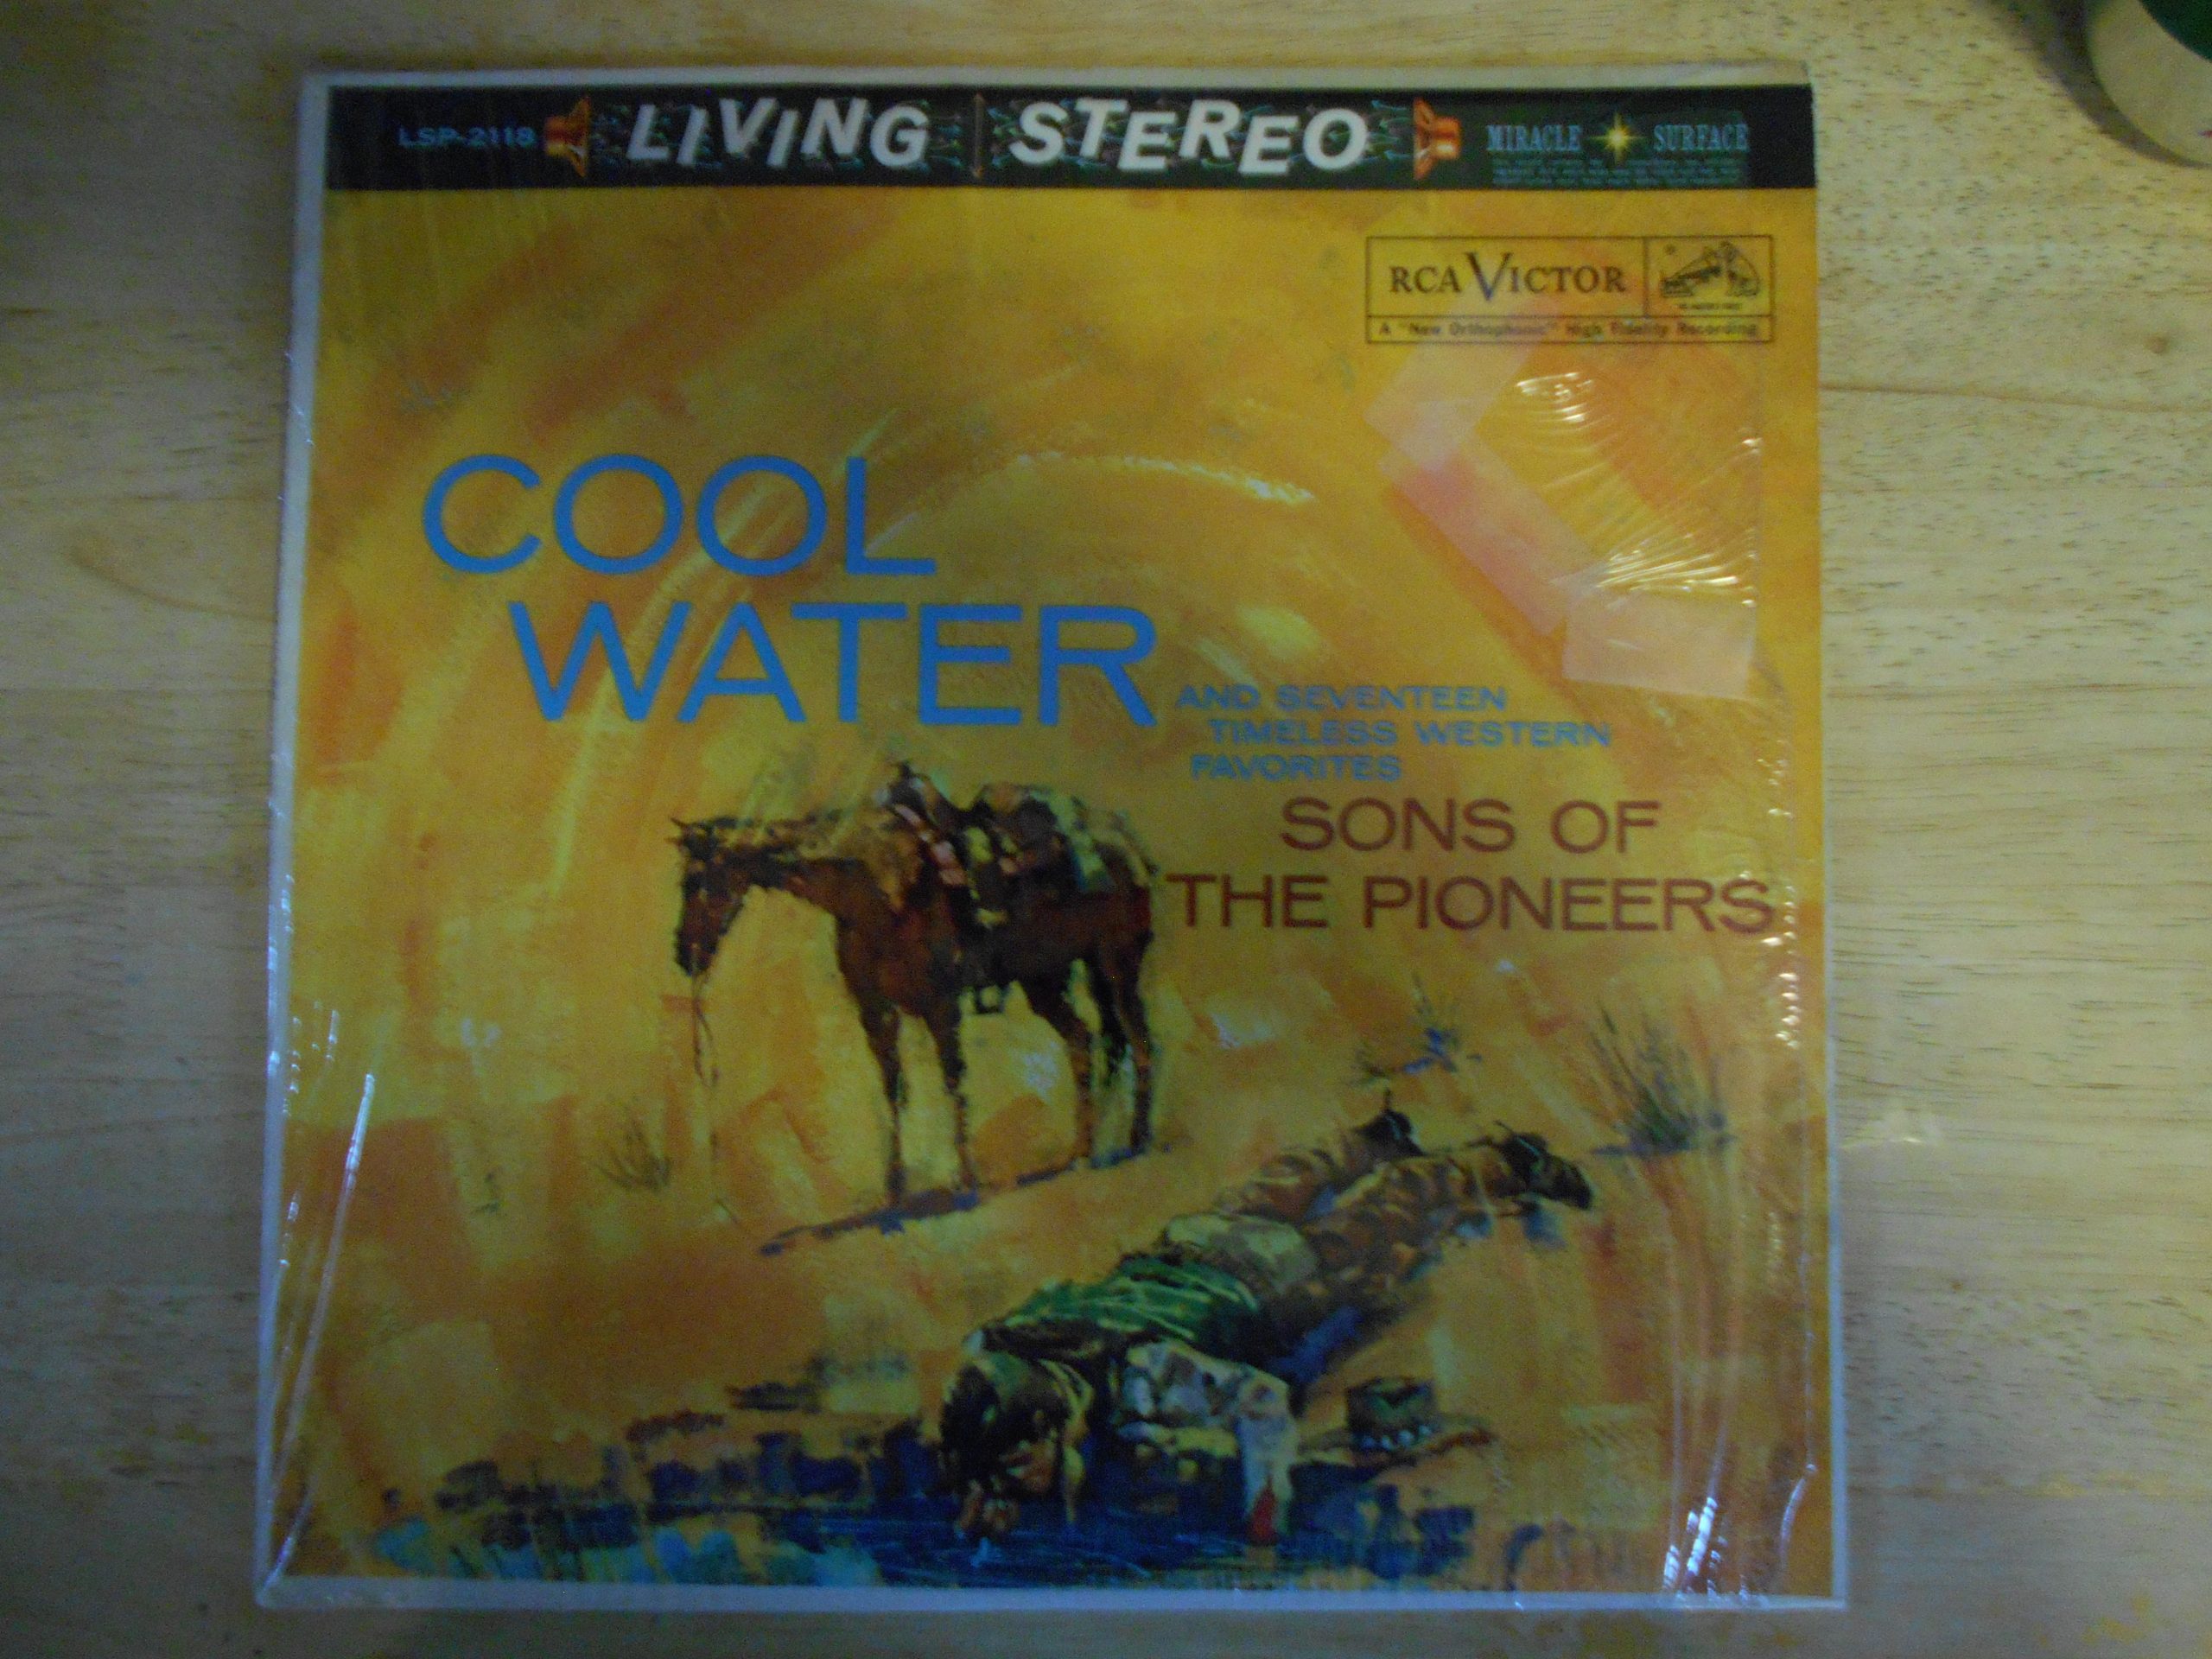 LSP-2118 LIVING STEREO MIRACLE SURFACE
RCA VICTOR
A "New Orthophonic" High Fidelity Recording
COOL
WATER
AND SEVENTEEN
TIMELESS WESTERN
FAVORITES
SONS OF
THE PIONEERS